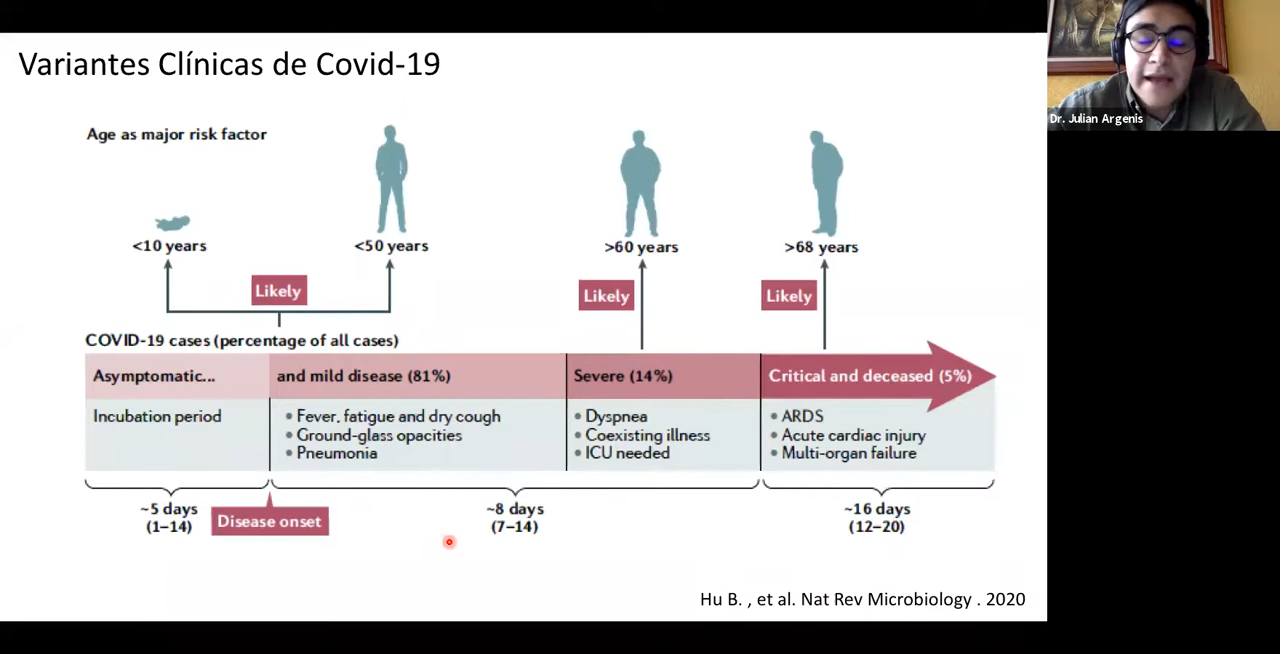 Variantes Clínicas de Covid-19
Dr. Julian Argenis
Age as major risk factor
<10 years
<50 years
>60 years
>68 years
Likely
Likely
Likely
COVID-19 cases (percentage of all cases)
Asymptomatic...
and mild disease (81%)
Severe (14%)
Critical and deceased (5%)
Incubation period
• Fever, fatigue and dry cough
• Ground-glass opacities
• Pneumonia
• Dyspnea
• Coexisting illness
• ICU needed
• ARDS
• Acute cardiac injury
• Multi-organ failure
~5 days
(1–14)
Disease onset
~8 days
(7–14)
~16 days
(12–20)
Hu B. , et al. Nat Rev Microbiology . 2020